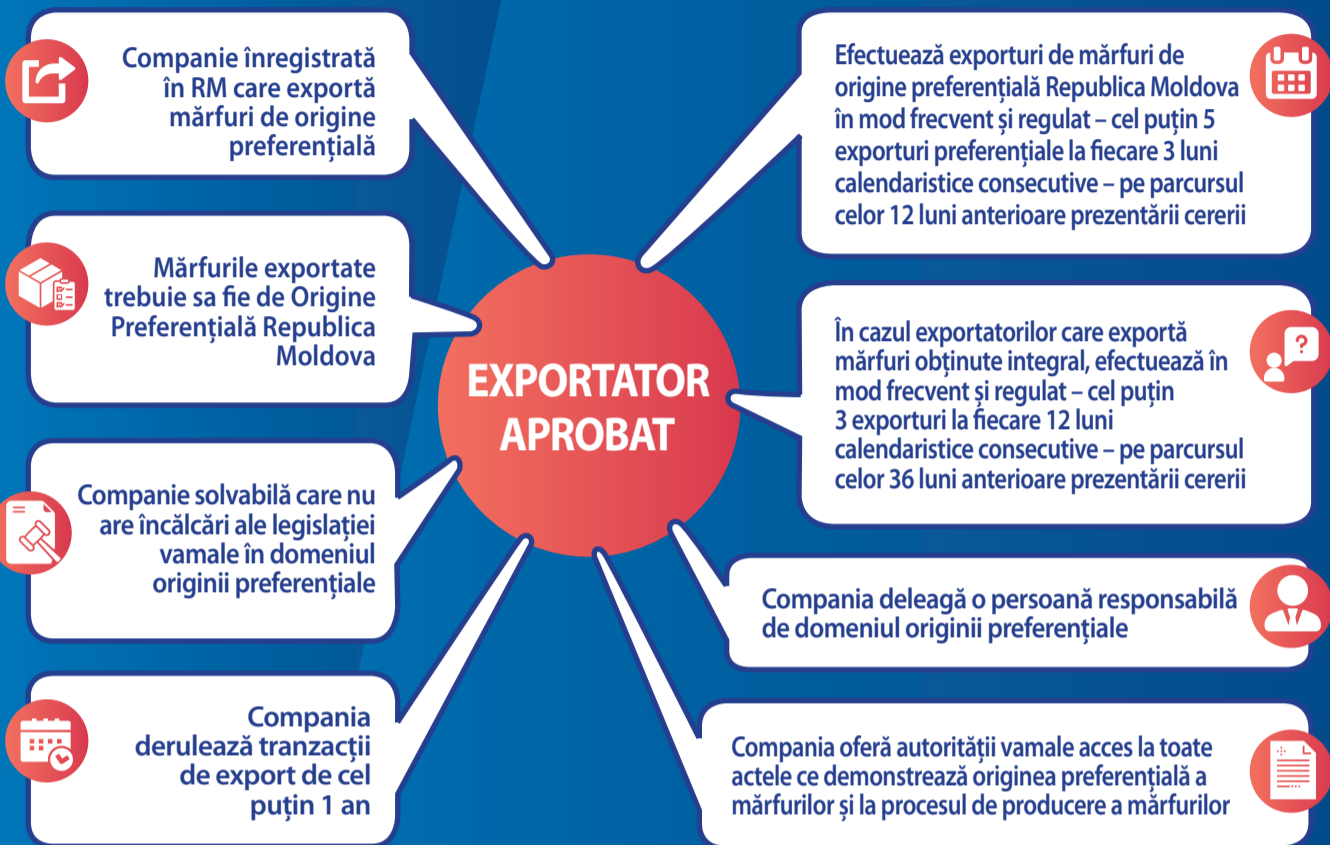 Companie înregistrată
în RM care exportă
mărfuri de origine
preferențială
Mărfurile exportate
trebuie sa fie de Origine
Preferențială Republica
Moldova
Companie solvabilă care nu
are încălcări ale legislației
vamale în domeniul
originii preferențiale
Compania
derulează tranzacții
de export de cel
puțin 1 an
EXPORTATOR
APROBAT
Efectuează exporturi de mărfuri de
origine preferențială Republica Moldova
în mod frecvent și regulat – cel puțin 5
exporturi preferențiale la fiecare 3 luni
calendaristice consecutive – pe parcursul
celor 12 luni anterioare prezentării cererii
În cazul exportatorilor care exportă
mărfuri obținute integral, efectuează în
mod frecvent și regulat – cel puțin
3 exporturi la fiecare 12 luni
calendaristice consecutive – pe parcursul
celor 36 luni anterioare prezentării cererii
Compania deleagă o persoană responsabilă
de domeniul originii preferențiale
Compania oferă autorității vamale acces la toate
actele ce demonstrează originea preferențială a
mărfurilor și la procesul de producere a mărfurilor